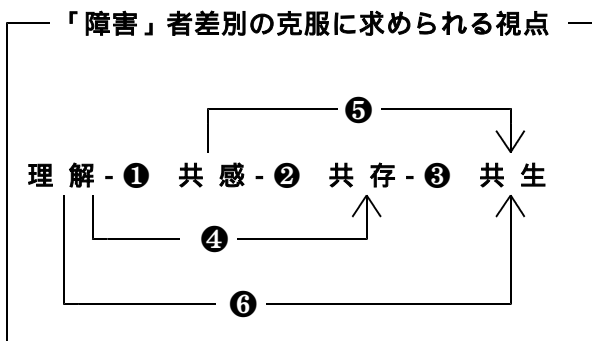 「障害」者差別の克服に求められる視点
❺
理解-❶ 共感-❷ 共存-❸ 共生
❹
❻